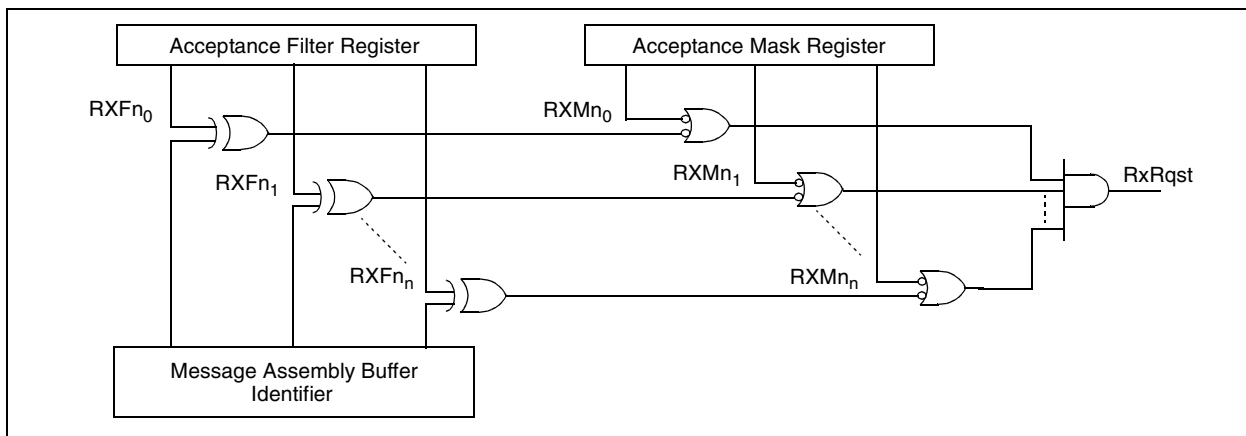 Acceptance Filter Register
Acceptance Mask Register
RXFn0
RXMn0
RXFn1
RXMn1
RxRqst
RXFnn
RXMnn
Message Assembly Buffer
Identifier